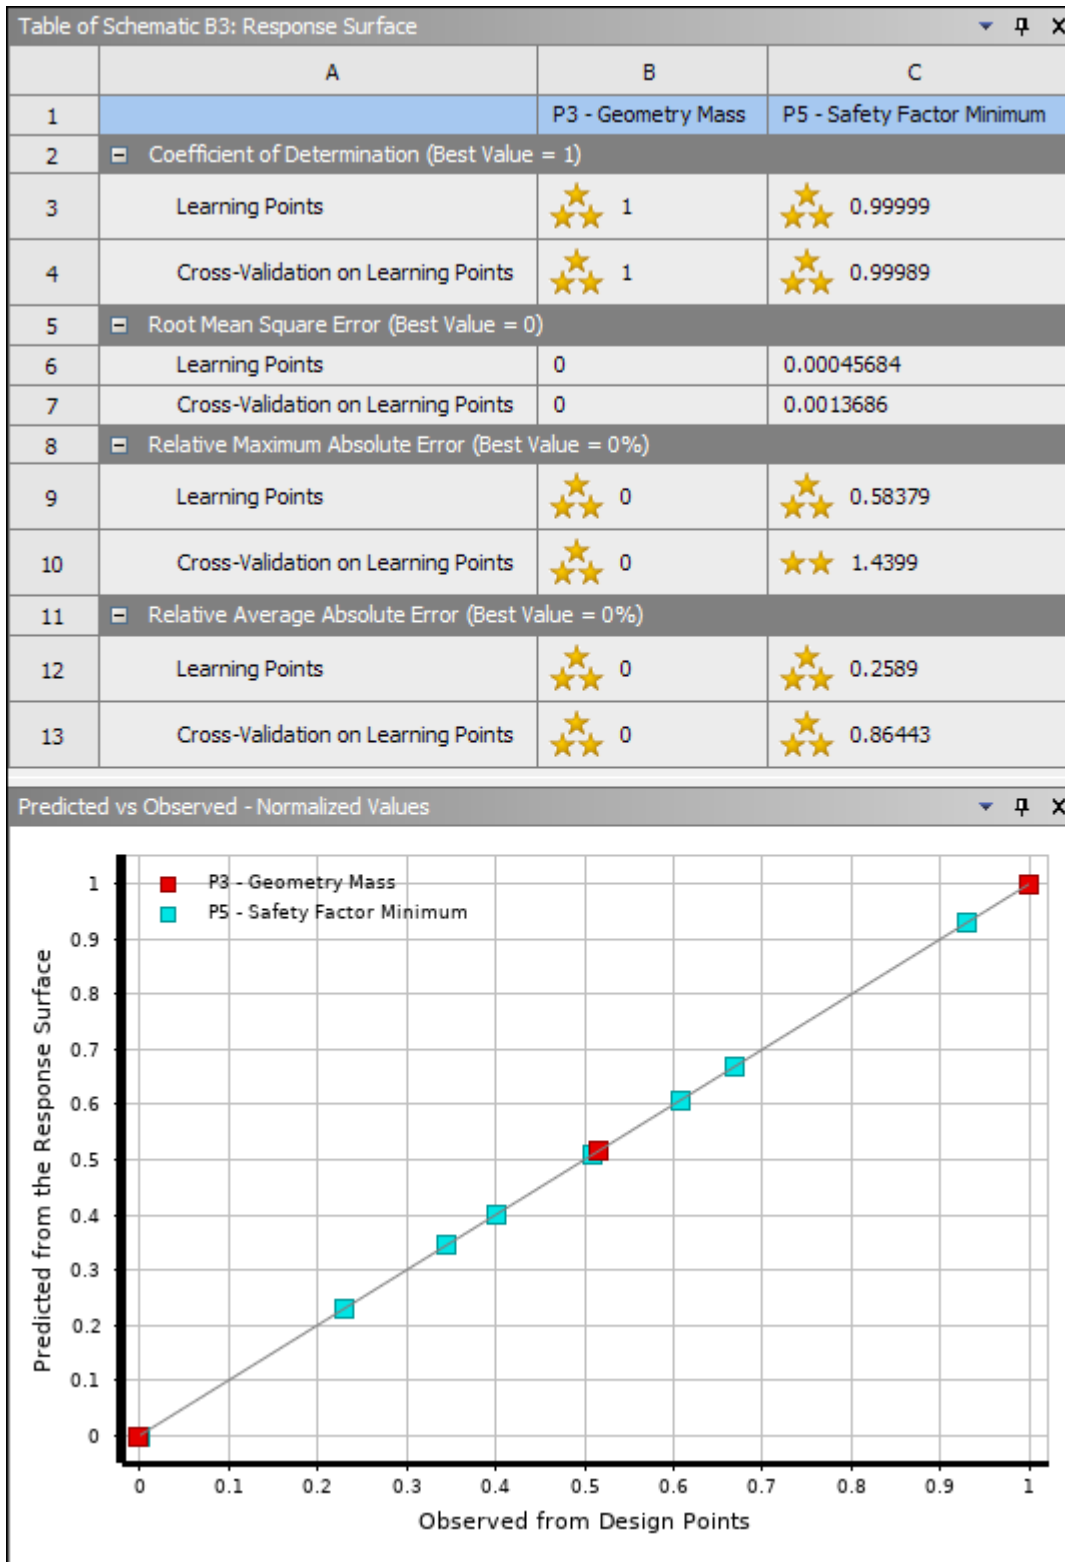 Table of Schematic B3: Response Surface
A B C
1 P3 - Geometry Mass P5 - Safety Factor Minimum
2 Coefficient of Determination (Best Value = 1)
3 Learning Points 1 0.99999
4 Cross-Validation on Learning Points 1 0.99989
5 Root Mean Square Error (Best Value = 0)
6 Learning Points 0 0.00045684
7 Cross-Validation on Learning Points 0 0.0013686
8 Relative Maximum Absolute Error (Best Value = 0%)
9 Learning Points 0 0.58379
10 Cross-Validation on Learning Points 0 1.4399
11 Relative Average Absolute Error (Best Value = 0%)
12 Learning Points 0 0.2589
13 Cross-Validation on Learning Points 0 0.86443
Predicted vs Observed - Normalized Values
P3 - Geometry Mass
P5 - Safety Factor Minimum
Predicted from the Response Surface
1
0.9
0.8
0.7
0.6
0.5
0.4
0.3
0.2
0.1
0
0 0.1 0.2 0.3 0.4 0.5 0.6 0.7 0.8 0.9 1
Observed from Design Points